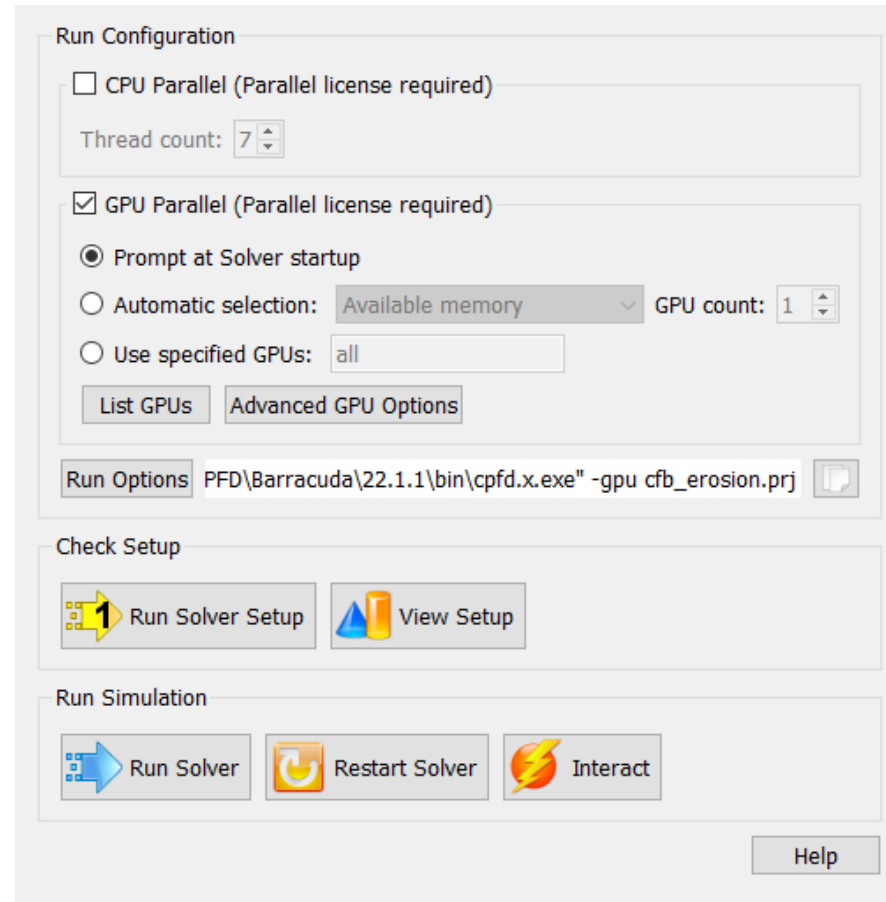 Run Configuration
CPU Parallel (Parallel license required)
Thread count: 7
GPU Parallel (Parallel license required)
Prompt at Solver startup
Automatic selection: Available memory GPU count: 1
Use specified GPUs: all
List GPUs Advanced GPU Options
Run Options PFD\Barracuda\22.1.1\bin\cpfd.x.exe" -gpu cfb_erosion.prj
Check Setup
1 Run Solver Setup View Setup
Run Simulation
Run Solver Restart Solver Interact
Help